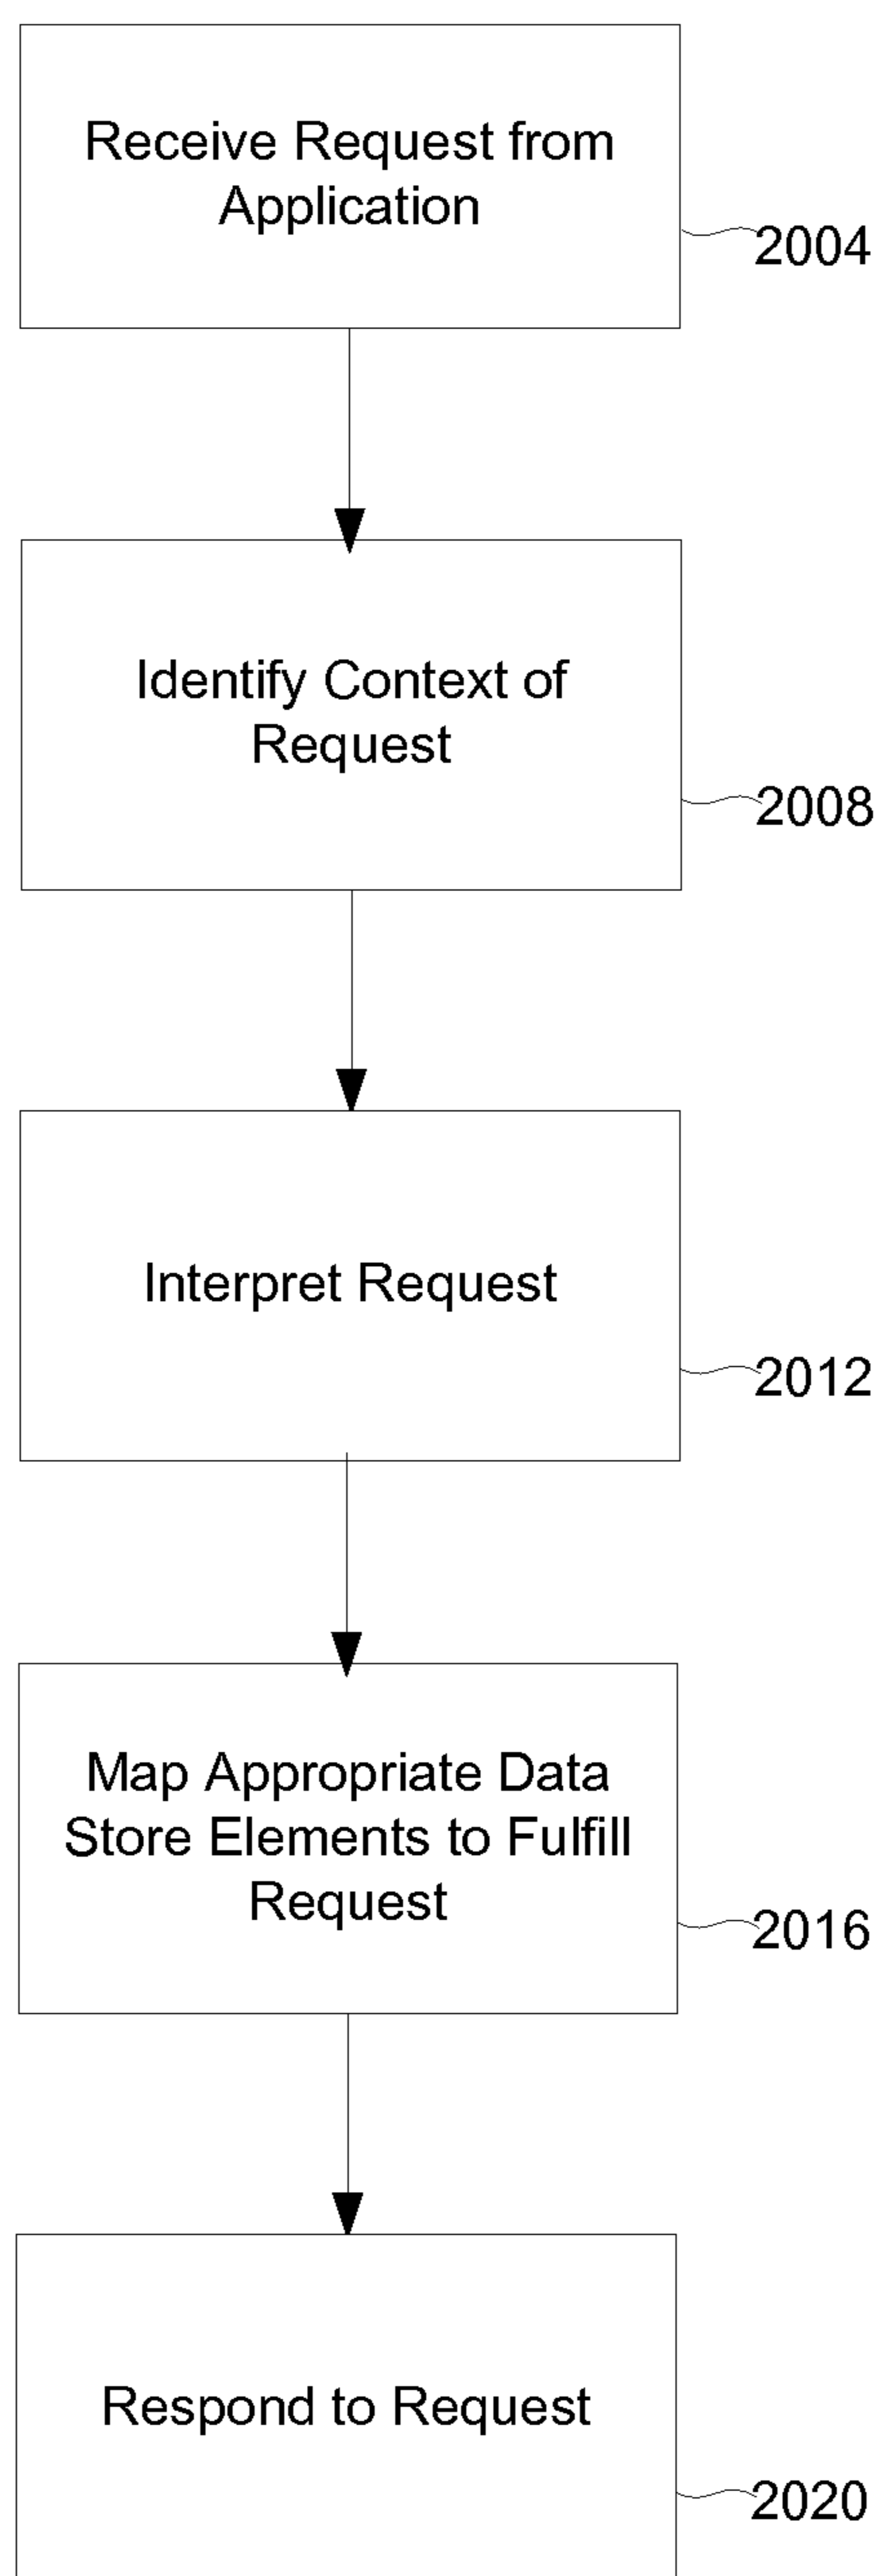 Receive Request from
Application
2004
Identify Context of
Request
2008
Interpret Request
2012
Map Appropriate Data
Store Elements to Fulfill
Request
2016
Respond to Request
2020